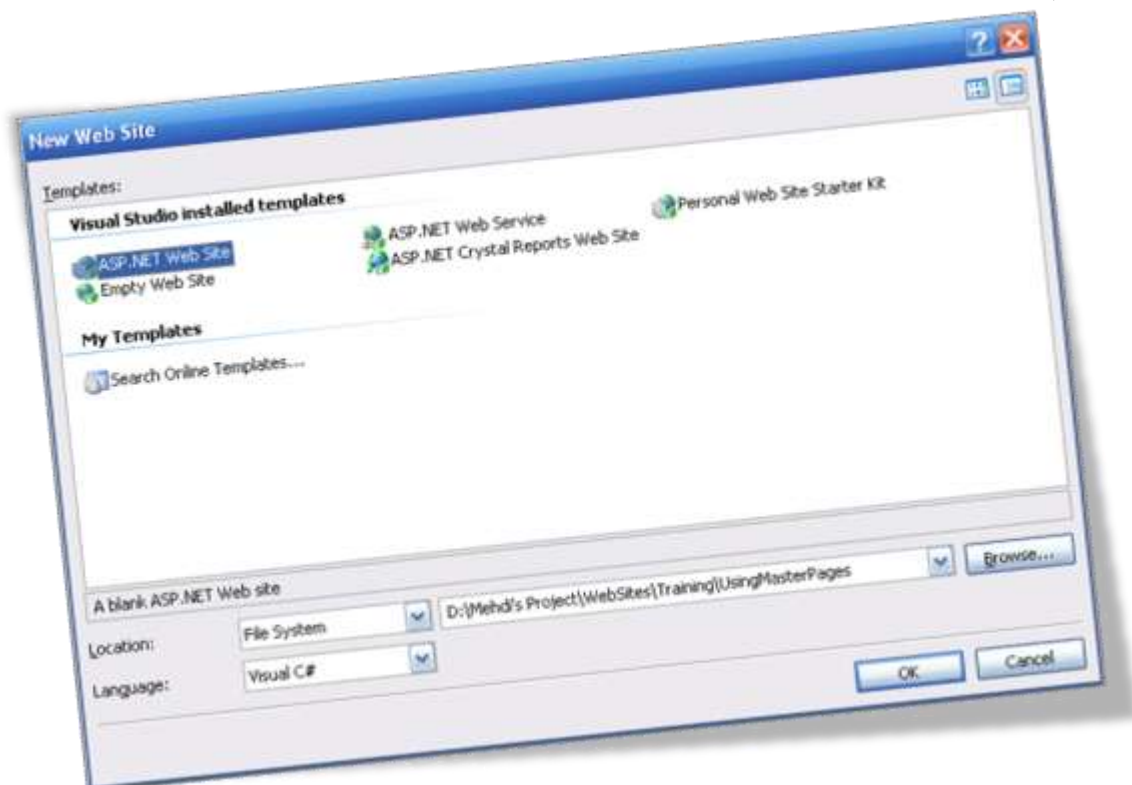 New Web Site
Templates:
Visual Studio installed templates
ASP.NET Web Site
ASP.NET Web Service
Personal Web Site Starter Kit
Empty Web Site
ASP.NET Crystal Reports Web Site
My Templates
Search Online Templates...
A blank ASP.NET Web site
Location:
File System
D:\Mehdi's Project\WebSites\Training\UsingMasterPages
Browse...
Language:
Visual C#
OK
Cancel